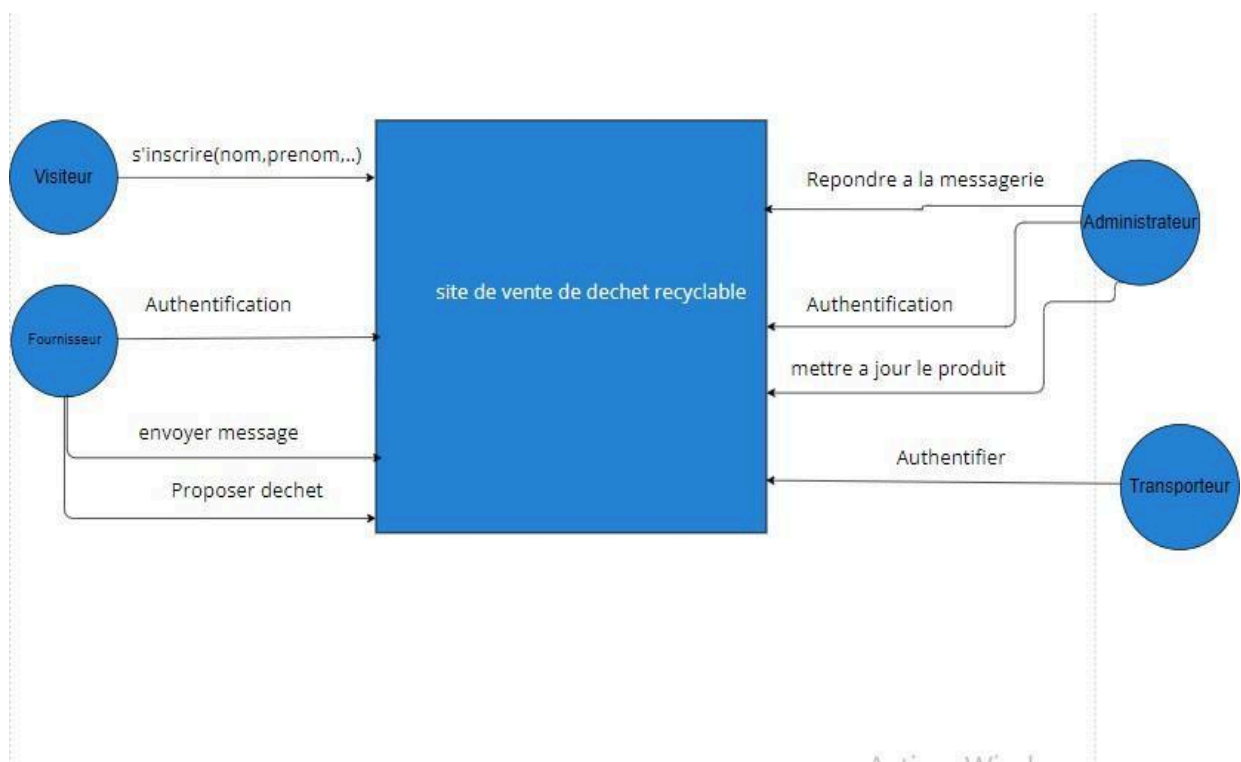 Visiteur
s'inscrire(nom,prenom,..)
Fournisseur
Authentification
envoyer message
Proposer dechet
site de vente de dechet recyclable
Repondre a la messagerie
Administrateur
Authentification
mettre a jour le produit
Authentifier
Transporteur